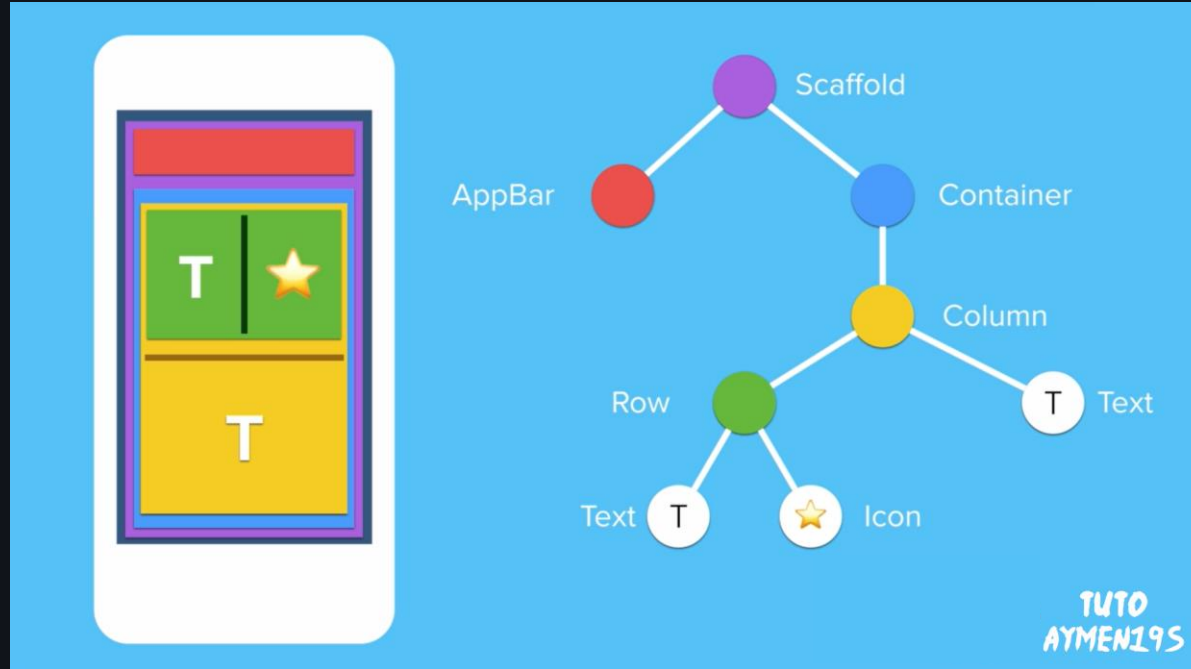 Scaffold
AppBar
Container
T
Column
Row
T
Text
T
Text
T
Icon
TUTO
AYMEN19S